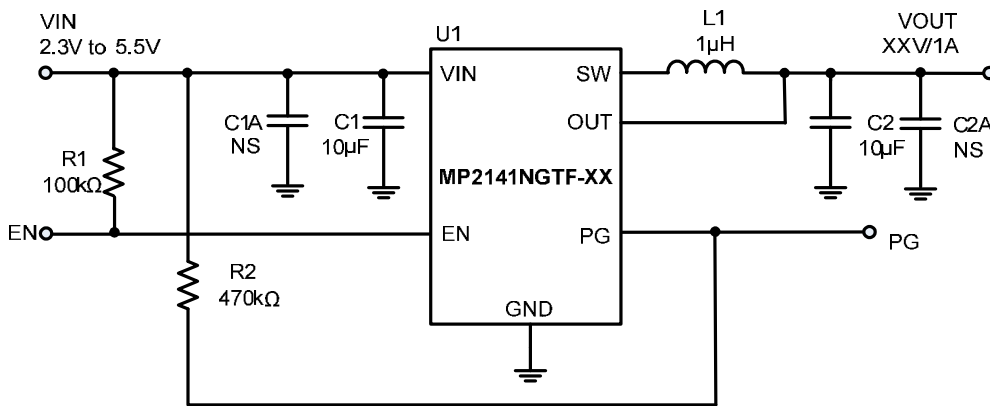 VIN
2.3V to 5.5V
U1
L1
1µH
VOUT
XXV/1A
VIN
SW
C1A
NS
C1
10µF
OUT
C2
10µF
C2A
NS
R1
100kΩ
MP2141NGTF-XX
EN
EN
PG
PG
R2
470kΩ
GND